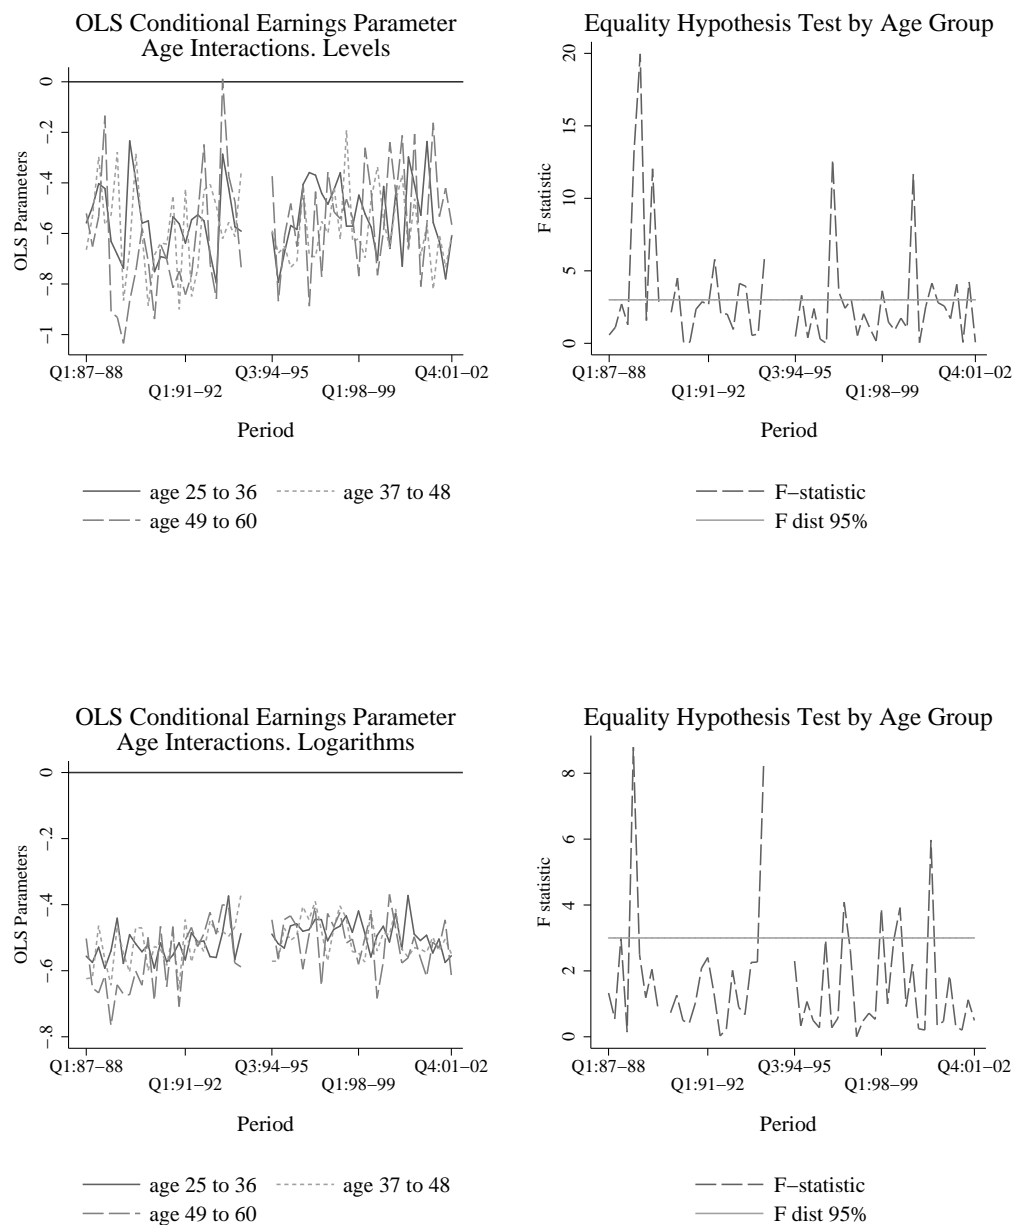 OLS Conditional Earnings Parameter
Age Interactions. Levels
OLS Parameters
0
−.2
−.4
−.6
−.8
−1
Q1:87−88 Q3:94−95 Q4:01−02
Q1:91−92 Q1:98−99
Period
age 25 to 36 age 37 to 48
age 49 to 60
Equality Hypothesis Test by Age Group
F statistic
20
15
10
5
0
Q1:87−88 Q3:94−95 Q4:01−02
Q1:91−92 Q1:98−99
Period
F−statistic
F dist 95%
OLS Conditional Earnings Parameter
Age Interactions. Logarithms
OLS Parameters
0
−.2
−.4
−.6
−.8
Q1:87−88 Q3:94−95 Q4:01−02
Q1:91−92 Q1:98−99
Period
age 25 to 36 age 37 to 48
age 49 to 60
Equality Hypothesis Test by Age Group
F statistic
8
6
4
2
0
Q1:87−88 Q3:94−95 Q4:01−02
Q1:91−92 Q1:98−99
Period
F−statistic
F dist 95%